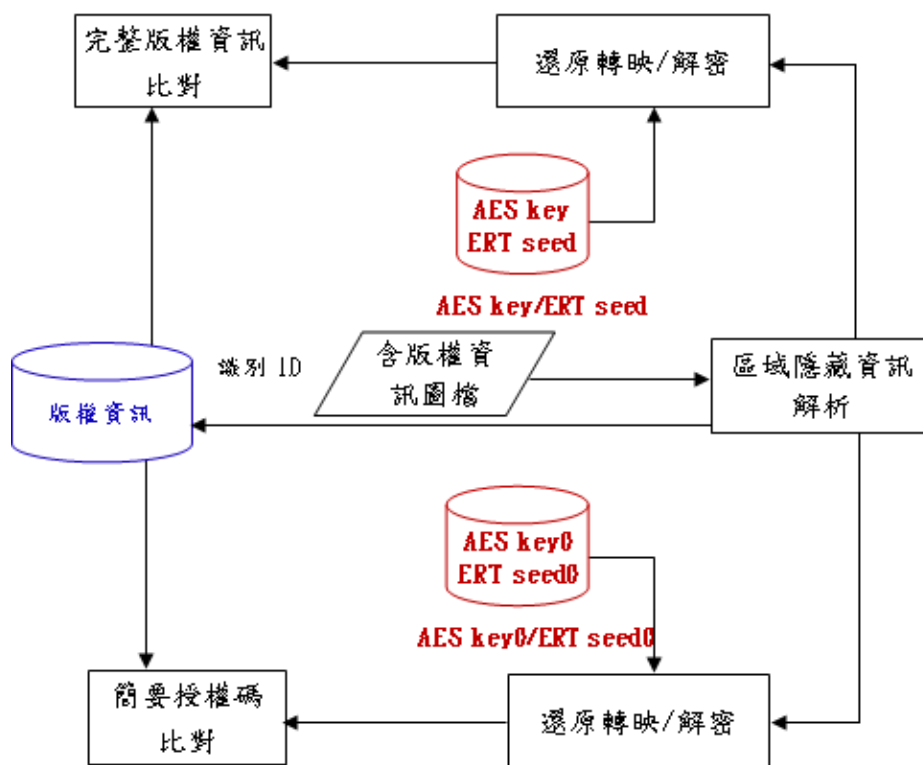 完整版權資訊
比對
還原轉映/解密
AES key
ERT seed
AES key/ERT seed
識別 ID
含版權資
訊圖檔
區域隱藏資訊
解析
版權資訊
AES key0
ERT seed0
AES key0/ERT seed0
簡要授權碼
比對
還原轉映/解密